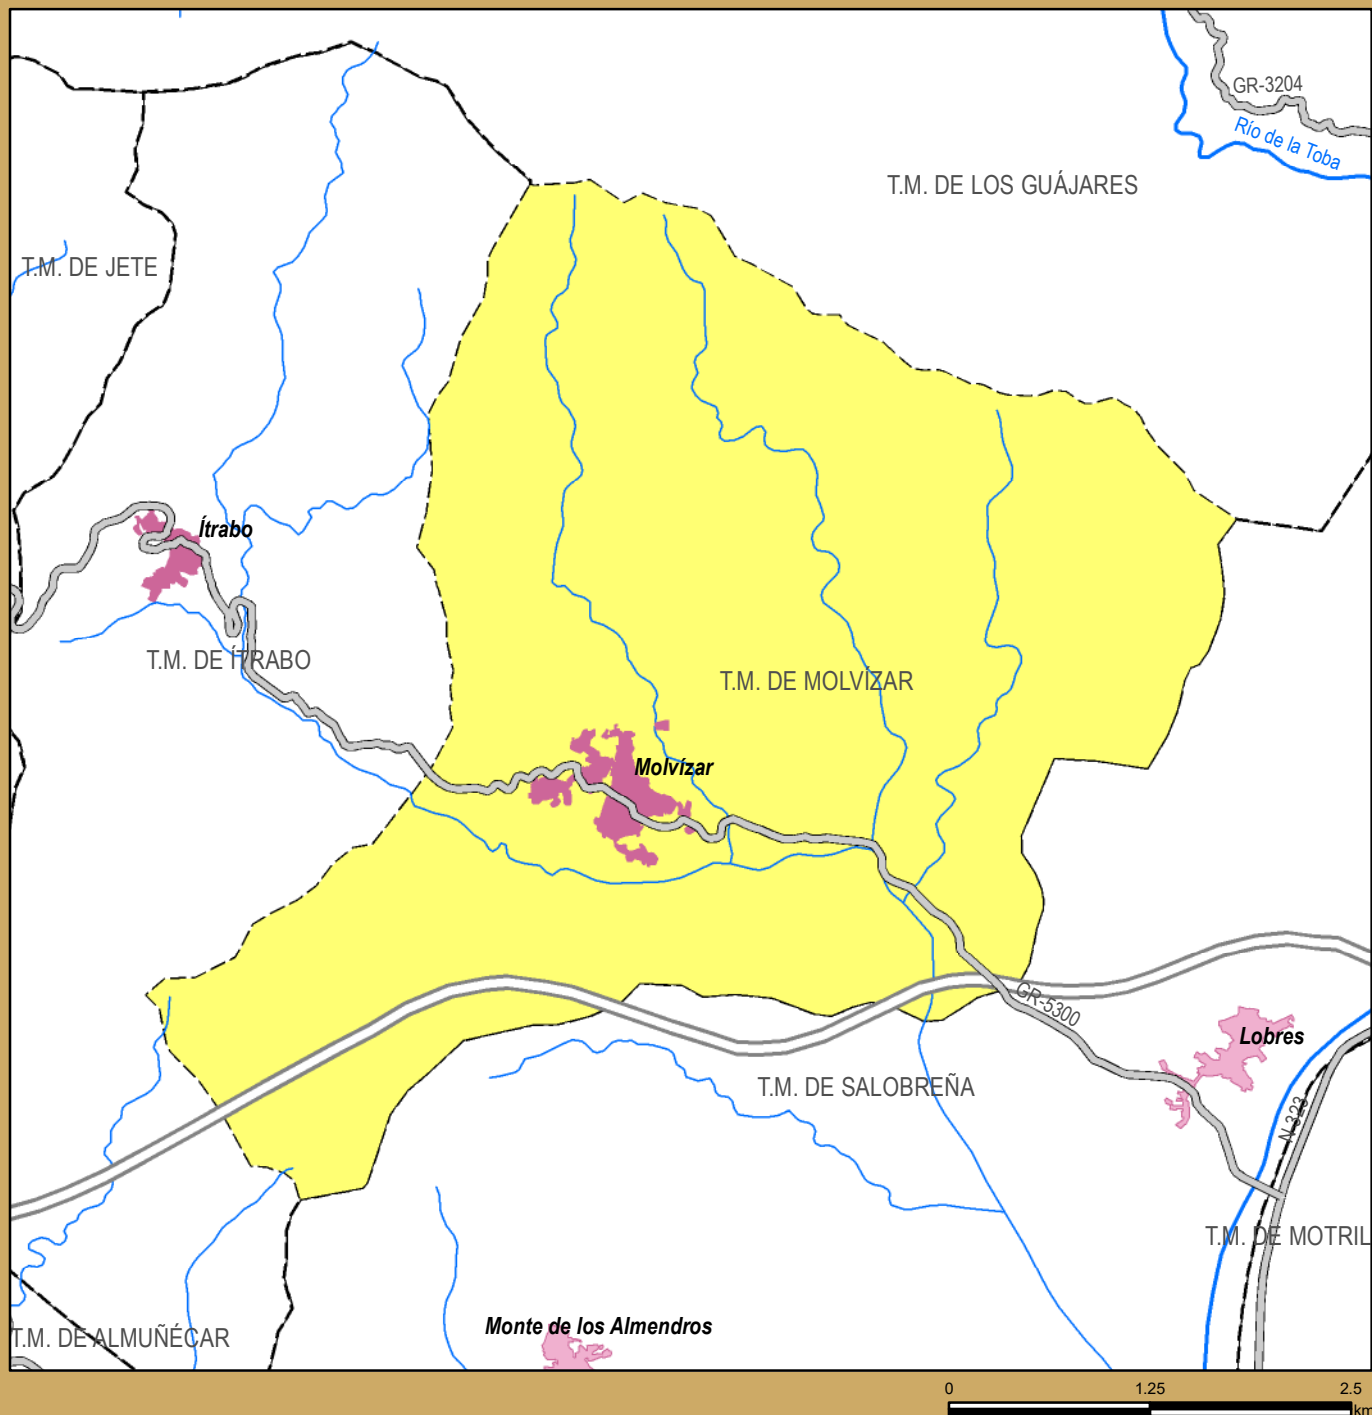 GR-3204
Río de la Toba
T.M. DE LOS GUÁJARES
T.M. DE JETE
Ítrabo
T.M. DE ÍTRABO
T.M. DE MOLVÍZAR
Molvízar
GR-5300
Lobres
T.M. DE SALOBREÑA
N-323
T.M. DE MOTRIL
Monte de los Almendros
T.M. DE ALMUÑÉCAR
0 1.25 2.5
km